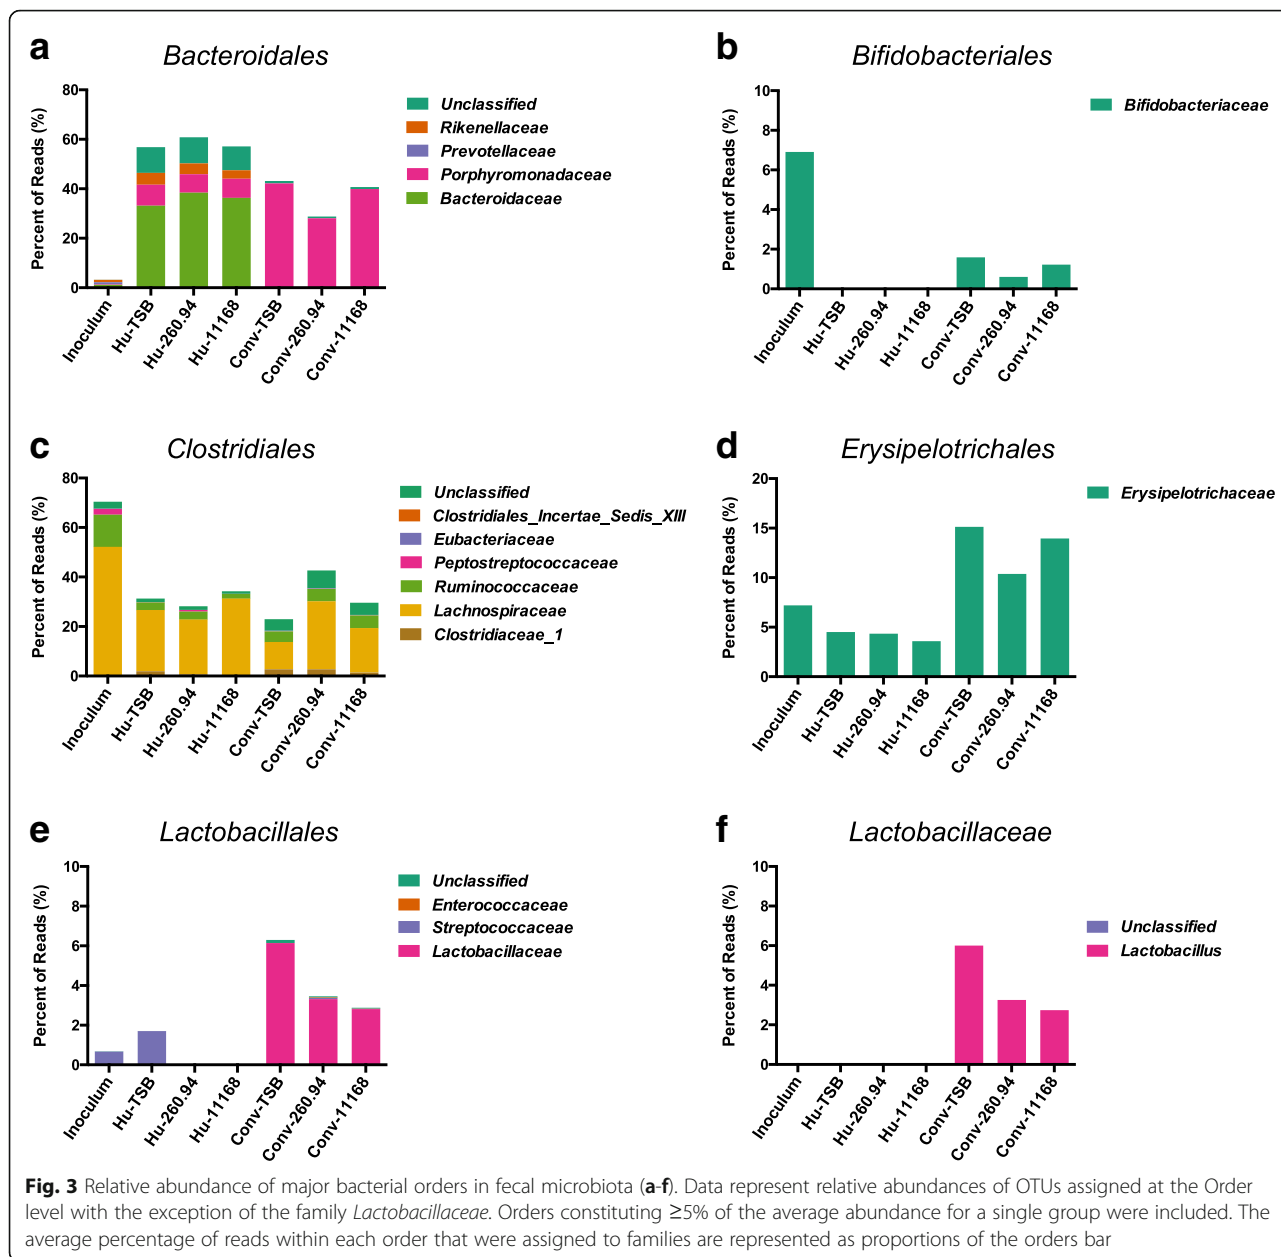 a
Bacteroidales
Percent of Reads (%)
80
60
40
20
0
Inoculum
Hu-TSB
Hu-260.94
Hu-11168
Conv-TSB
Conv-260.94
Conv-11168
Unclassified
Rikenellaceae
Prevotellaceae
Porphyromonadaceae
Bacteroidaceae
b
Bifidobacteriales
Percent of Reads (%)
10
8
6
4
2
0
Inoculum
Hu-TSB
Hu-260.94
Hu-11168
Conv-TSB
Conv-260.94
Conv-11168
Bifidobacteriaceae
c
Clostridiales
Percent of Reads (%)
80
60
40
20
0
Inoculum
Hu-TSB
Hu-260.94
Hu-11168
Conv-TSB
Conv-260.94
Conv-11168
Unclassified
Clostridiales_Incertae_Sedis_XIII
Eubacteriaceae
Peptostreptococcaceae
Ruminococcaceae
Lachnospiraceae
Clostridiaceae_1
d
Erysipelotrichales
Percent of Reads (%)
20
15
10
5
0
Inoculum
Hu-TSB
Hu-260.94
Hu-11168
Conv-TSB
Conv-260.94
Conv-11168
Erysipelotrichaceae
e
Lactobacillales
Percent of Reads (%)
10
8
6
4
2
0
Inoculum
Hu-TSB
Hu-260.94
Hu-11168
Conv-TSB
Conv-260.94
Conv-11168
Unclassified
Enterococcaceae
Streptococcaceae
Lactobacillaceae
f
Lactobacillaceae
Percent of Reads (%)
10
8
6
4
2
0
Inoculum
Hu-TSB
Hu-260.94
Hu-11168
Conv-TSB
Conv-260.94
Conv-11168
Unclassified
Lactobacillus
Fig. 3 Relative abundance of major bacterial orders in fecal microbiota (a-f). Data represent relative abundances of OTUs assigned at the Order
level with the exception of the family Lactobacillaceae. Orders constituting ≥5% of the average abundance for a single group were included. The
average percentage of reads within each order that were assigned to families are represented as proportions of the orders bar